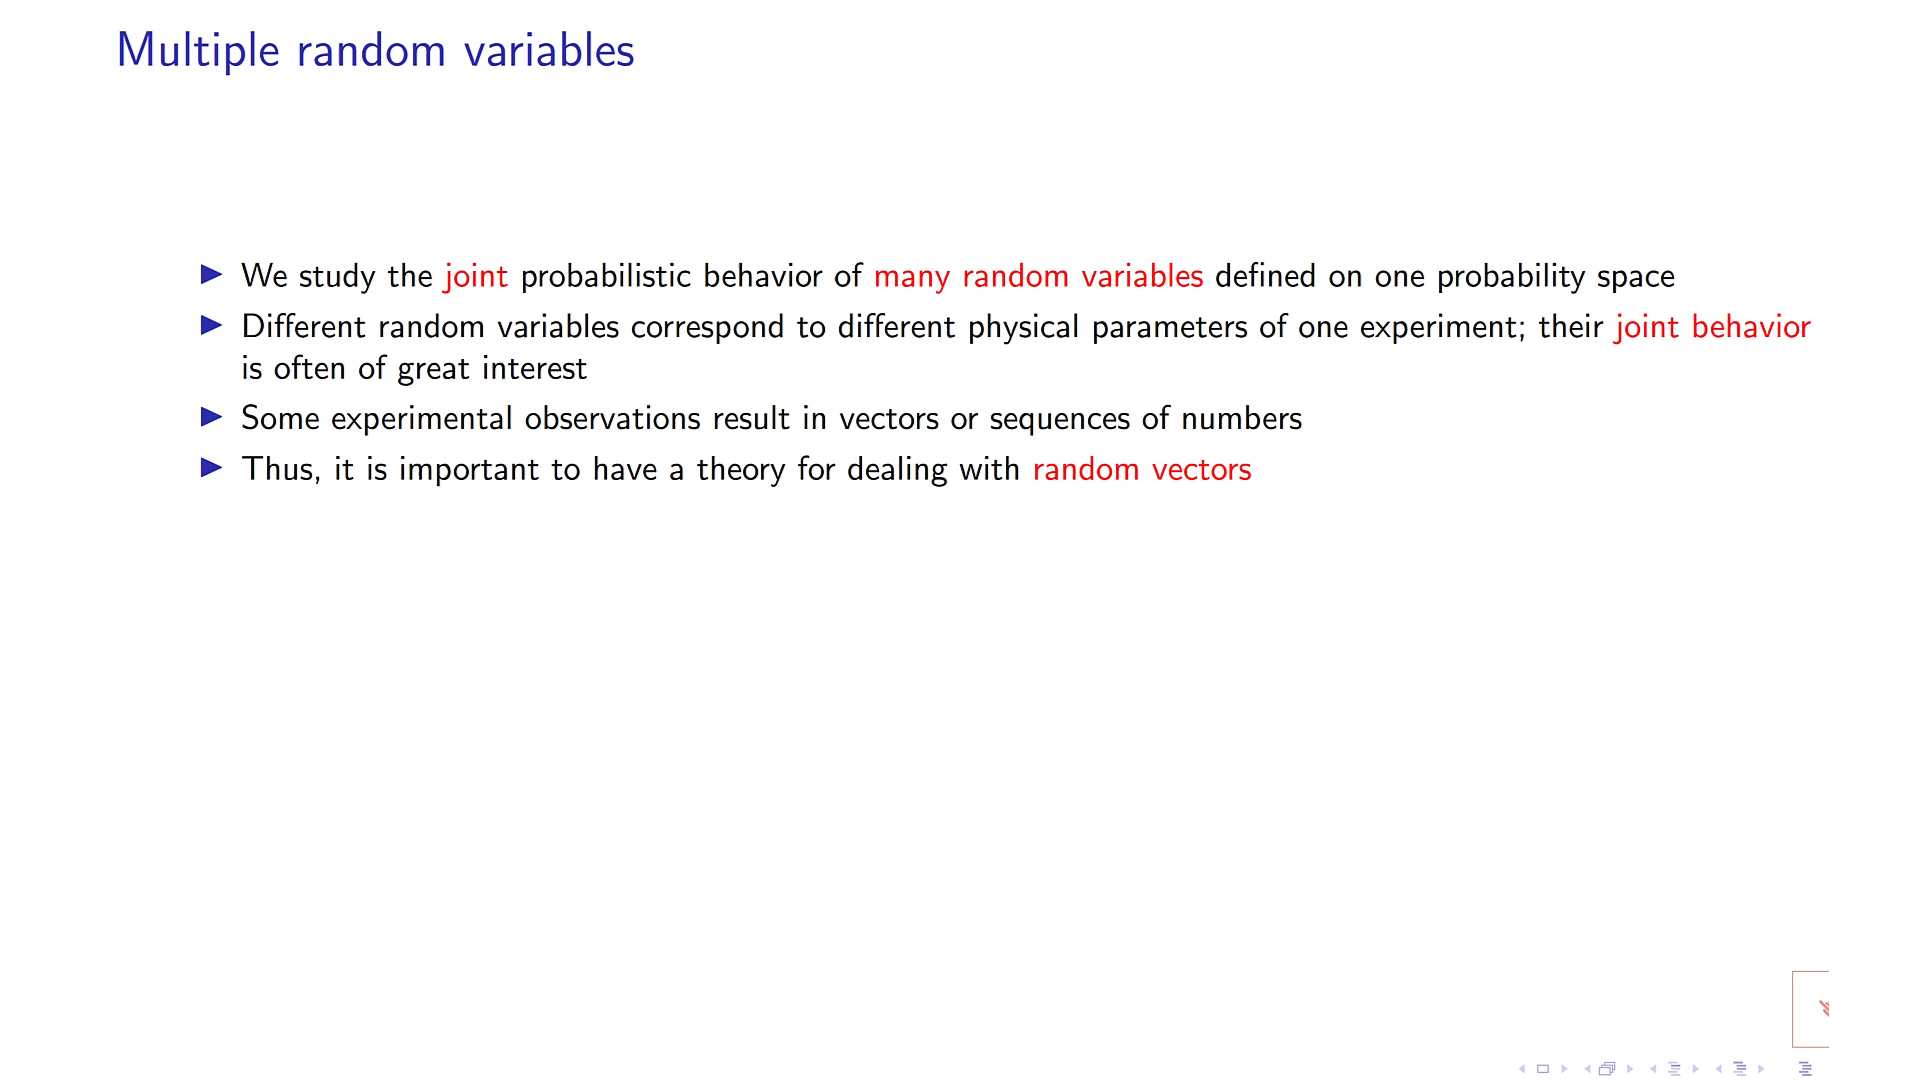 Multiple random variables
We study the joint probabilistic behavior of many random variables defined on one probability space
Different random variables correspond to different physical parameters of one experiment; their joint behavior
is often of great interest
Some experimental observations result in vectors or sequences of numbers
Thus, it is important to have a theory for dealing with random vectors